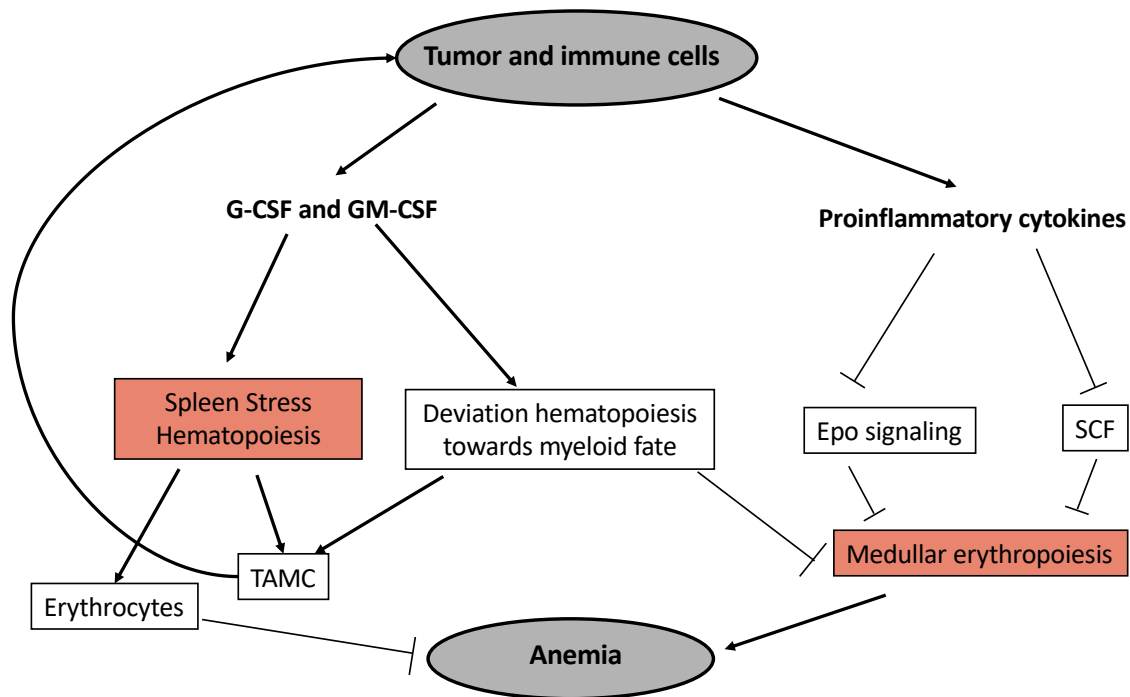 Tumor and immune cells
G-CSF and GM-CSF
Proinflammatory cytokines
Spleen Stress
Hematopoiesis
Deviation hematopoiesis
towards myeloid fate
Epo signaling
SCF
Medullar erythropoiesis
TAMC
Erythrocytes
Anemia